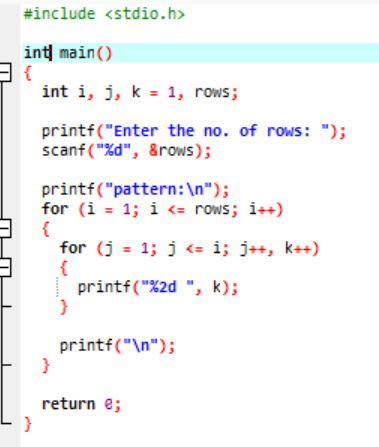 #include <stdio.h>
int main()
{
int i, j, k = 1, rows;
printf("Enter the no. of rows: ");
scanf("%d", &rows);
printf("pattern:\n");
for (i = 1; i <= rows; i++)
{
for (j = 1; j <= i; j++, k++)
{
printf("%2d ", k);
}
printf("\n");
}
return 0;
}